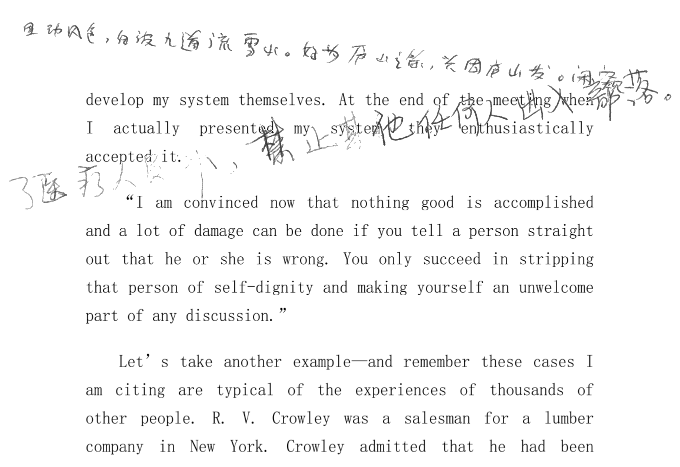 里动风色，白波九道流雪山。好为庐山谣，兴因庐山发。闲窥
develop my system themselves. At the end of the meeting when
I actually presented my system they enthusiastically
accepted it.
了医疗人员外、禁止其他任何人出入部落。
“I am convinced now that nothing good is accomplished
and a lot of damage can be done if you tell a person straight
out that he or she is wrong. You only succeed in stripping
that person of self-dignity and making yourself an unwelcome
part of any discussion.”
Let’s take another example—and remember these cases I
am citing are typical of the experiences of thousands of
other people. R. V. Crowley was a salesman for a lumber
company in New York. Crowley admitted that he had been